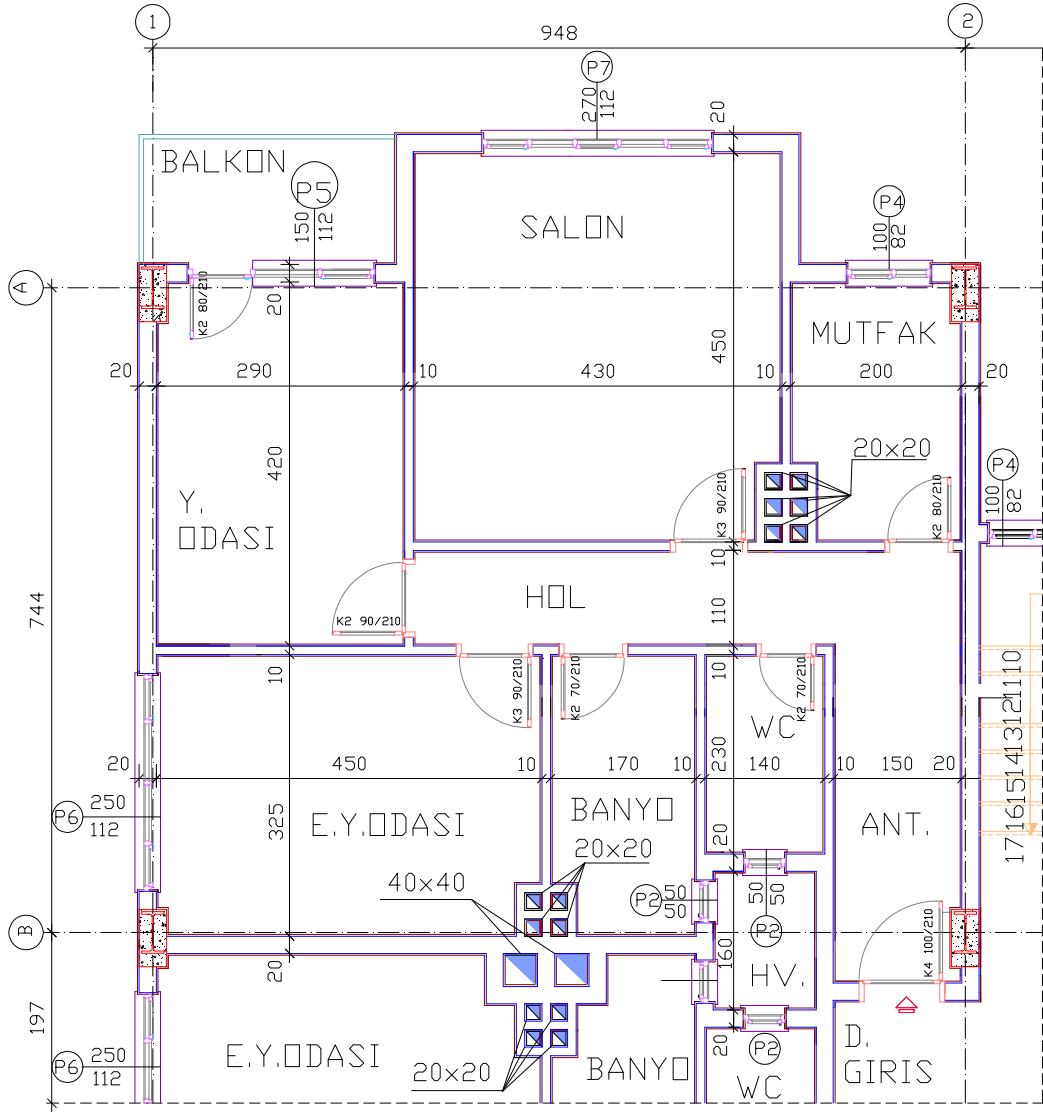 1
2
948
P7
270
112
20
BALKON
P5
150
112
SALON
P4
100
82
A
K2 80/210
20
MUTFAK
450
20
290
10
430
10
200
20
420
20x20
P4
100
82
Y.
ODASI
K3 90/210
K2 80/210
10
HOL
K2 90/210
110
744
10
K3 90/210
K2 70/210
10
K2 70/210
WC
230
17 16 15 14 13 12 11 10
20
450
10
170
10
140
10
150
20
P6
250
112
325
E.Y.ODASI
BANYO
ANT.
20
20x20
40x40
P2
50
50
50
50
P2
B
160
K4 100/210
20
HV.
197
20
P2
D.
GIRIS
P6
250
112
E.Y.ODASI
20x20
BANYO
WC